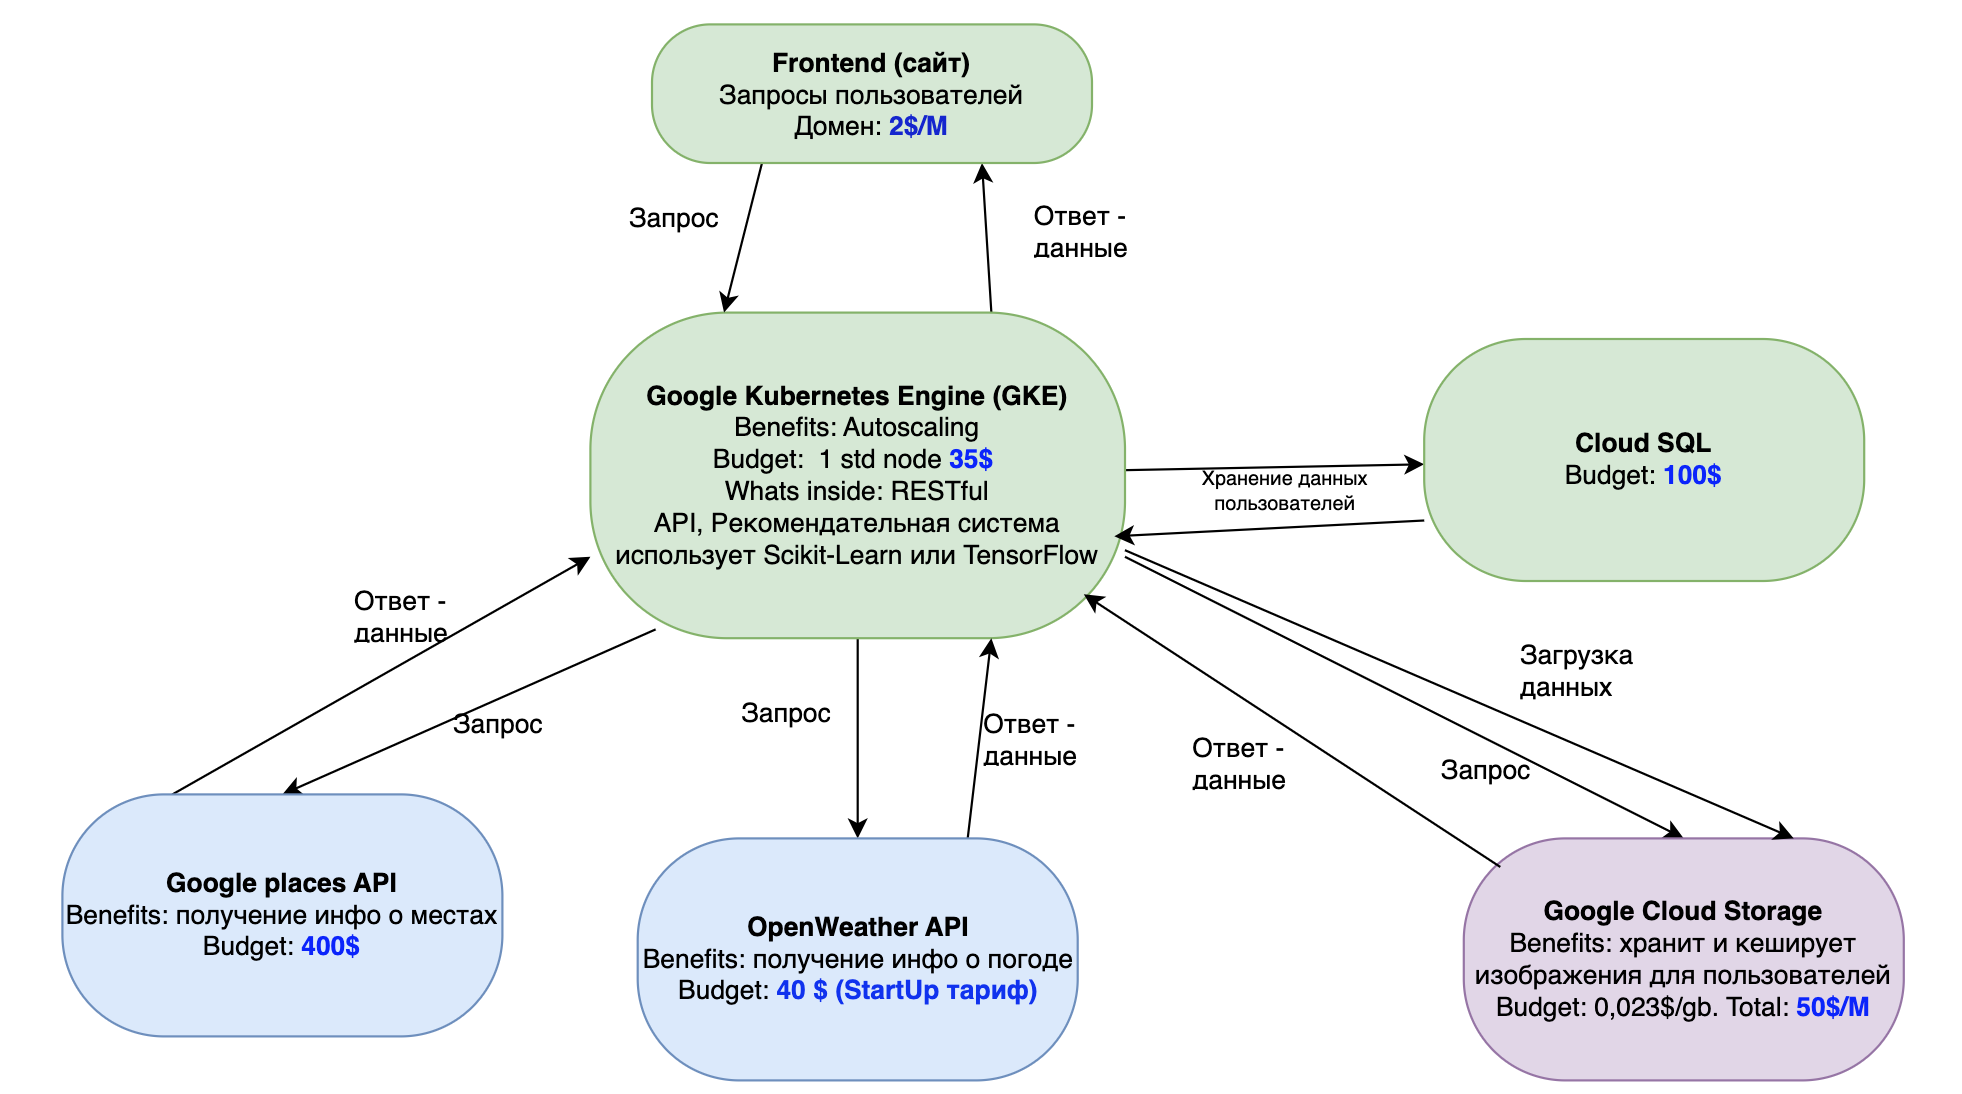 Frontend (сайт)
Запросы пользователей
Домен: 2$/M
Запрос
Ответ -
данные
Google Kubernetes Engine (GKE)
Benefits: Autoscaling
Budget:  1 std node 35$
Whats inside: RESTful
API, Рекомендательная система
использует Scikit-Learn или TensorFlow
Хранение данных
пользователей
Cloud SQL
Budget: 100$
Ответ -
данные
Запрос
Запрос
Ответ -
данные
Ответ -
данные
Запрос
Загрузка
данных
Google places API
Benefits: получение инфо о местах
Budget: 400$
OpenWeather API
Benefits: получение инфо о погоде
Budget: 40 $ (StartUp тариф)
Google Cloud Storage
Benefits: хранит и кеширует
изображения для пользователей
Budget: 0,023$/gb. Total: 50$/M